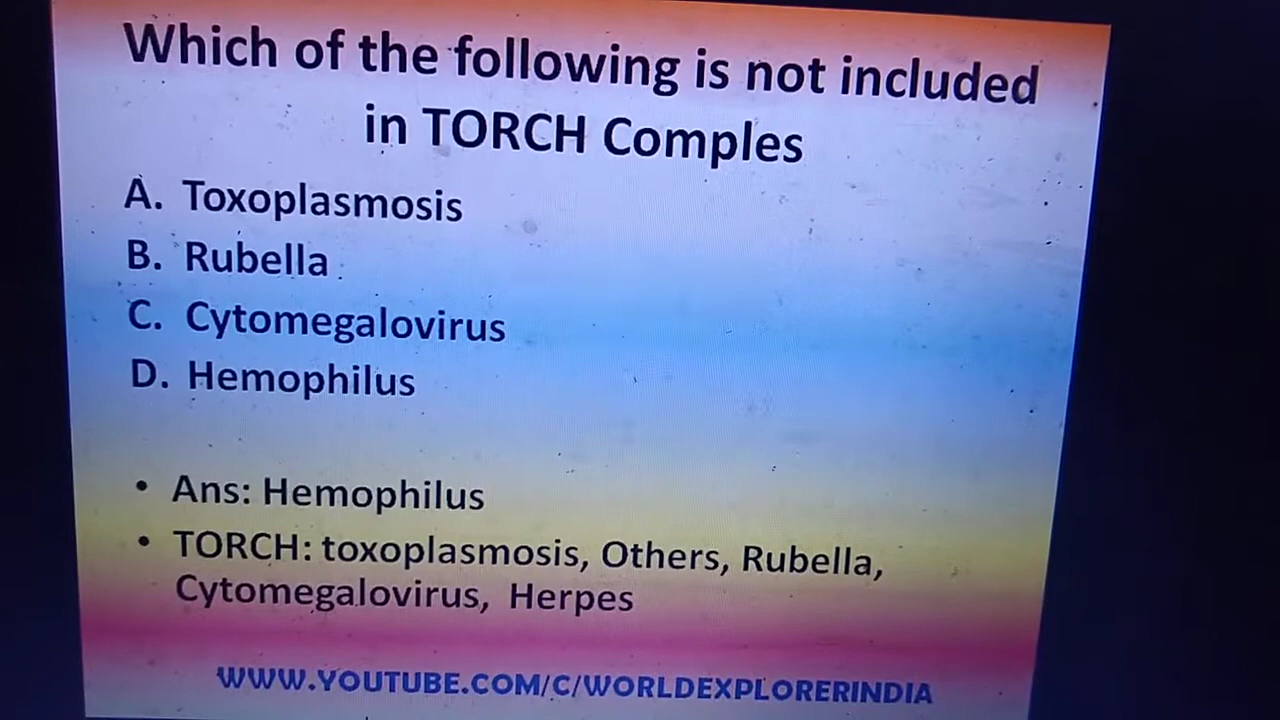 Which of the following is not included
in TORCH Comples
A. Toxoplasmosis
B. Rubella
C. Cytomegalovirus
D. Hemophilus
• Ans: Hemophilus
• TORCH: toxoplasmosis, Others, Rubella,
Cytomegalovirus, Herpes
WWW.YOUTUBE.COM/C/WORLDEXPLORERINDIA